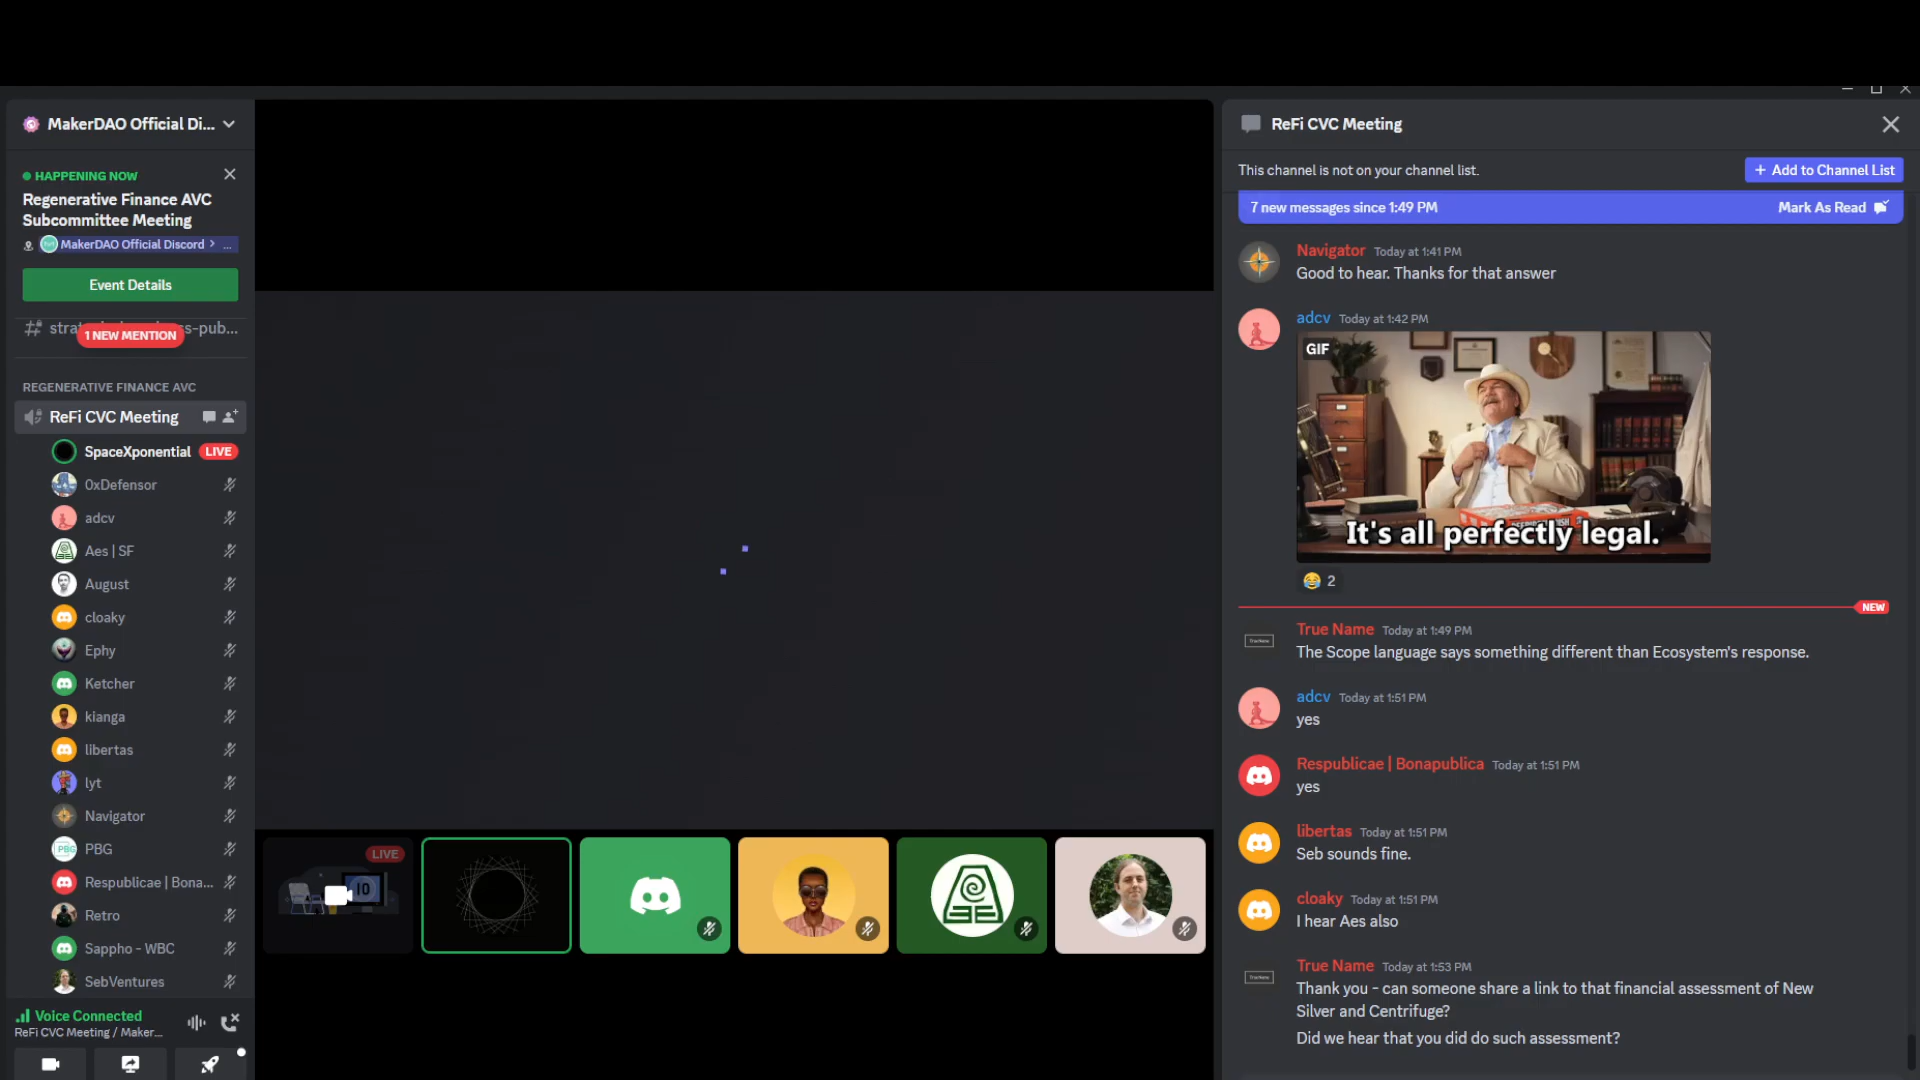 MakerDAO Official Di...
HAPPENING NOW
Regenerative Finance AVC
Subcommittee Meeting
MakerDAO Official Discord > ...
Event Details
1 NEW MENTION
REGENERATIVE FINANCE AVC
ReFi CVC Meeting
SpaceXponential LIVE
0xDefensor
adcv
Aes | SF
August
cloaky
Ephy
Ketcher
kianga
libertas
lyt
Navigator
PBG
PBG
Respublicae | Bona...
Retro
Sappho - WBC
SebVentures
Voice Connected
ReFi CVC Meeting / Maker...
LIVE
10
ReFi CVC Meeting
This channel is not on your channel list.
+ Add to Channel List
7 new messages since 1:49 PM
Mark As Read
Navigator Today at 1:41 PM
Good to hear. Thanks for that answer
adcv Today at 1:42 PM
GIF
It's all perfectly legal.
😂 2
NEW
True Name Today at 1:49 PM
The Scope language says something different than Ecosystem's response.
adcv Today at 1:51 PM
yes
Respublicae | Bonapublica Today at 1:51 PM
yes
libertas Today at 1:51 PM
Seb sounds fine.
cloaky Today at 1:51 PM
I hear Aes also
True Name Today at 1:53 PM
Thank you - can someone share a link to that financial assessment of New
Silver and Centrifuge?
Did we hear that you did do such assessment?